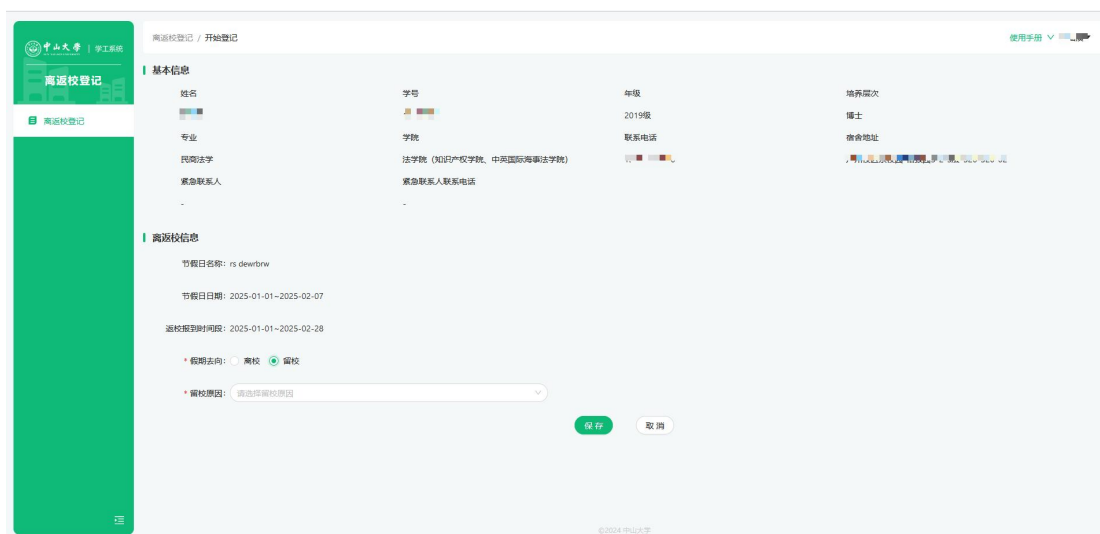 中山大學 | 学工系统
离返校登记
离返校登记
离返校登记 / 开始登记
使用手册
基本信息
姓名 学号 年级 培养层次
2019级 博士
专业 学院 联系电话 宿舍地址
民商法学 法学院（知识产权学院、中英国际海事法学院）
紧急联系人 紧急联系人联系电话
- -
离返校信息
节假日名称：rs dewrbrw
节假日日期：2025-01-01~2025-02-07
返校报到时间段：2025-01-01~2025-02-28
* 假期去向： 离校 留校
* 留校原因： 请选择留校原因
保存 取消
©2024 中山大学